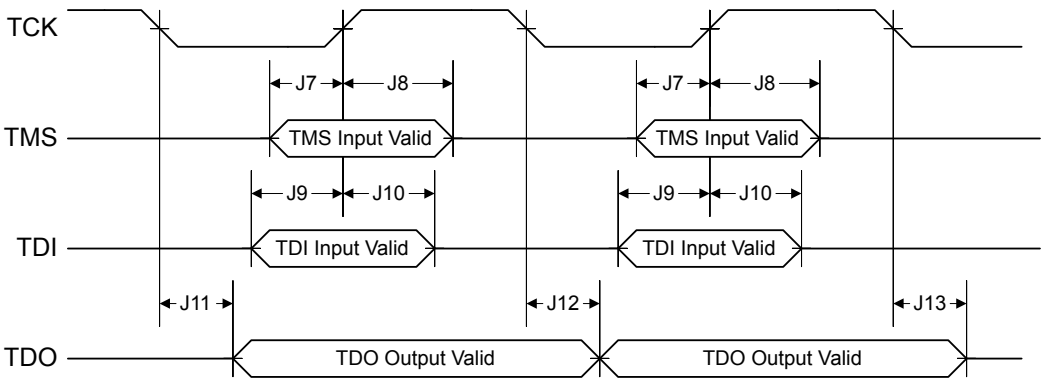 TCK
J7 J8 J7 J8
TMS TMS Input Valid TMS Input Valid
J9 J10 J9 J10
TDI TDI Input Valid TDI Input Valid
J11 J12 J13
TDO TDO Output Valid TDO Output Valid